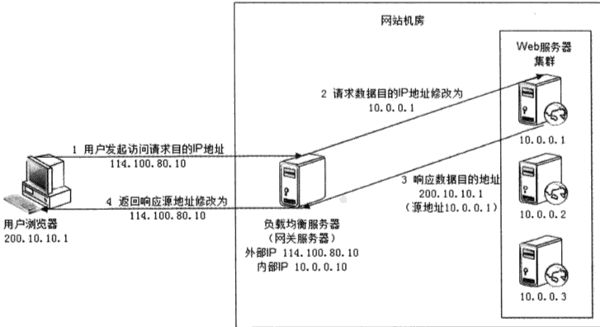 网站机房
Web服务器
集群
2 请求数据目的IP地址修改为
10.0.0.1
1 用户发起访问请求目的IP地址
114.100.80.10
10.0.0.1
3 响应数据目的地址
200.10.10.1
(源地址10.0.0.1)
4 返回响应源地址修改为
114.100.80.10
用户浏览器
200.10.10.1
负载均衡服务器
(网关服务器)
外部IP 114.100.80.10
内部IP 10.0.0.10
10.0.0.2
10.0.0.3